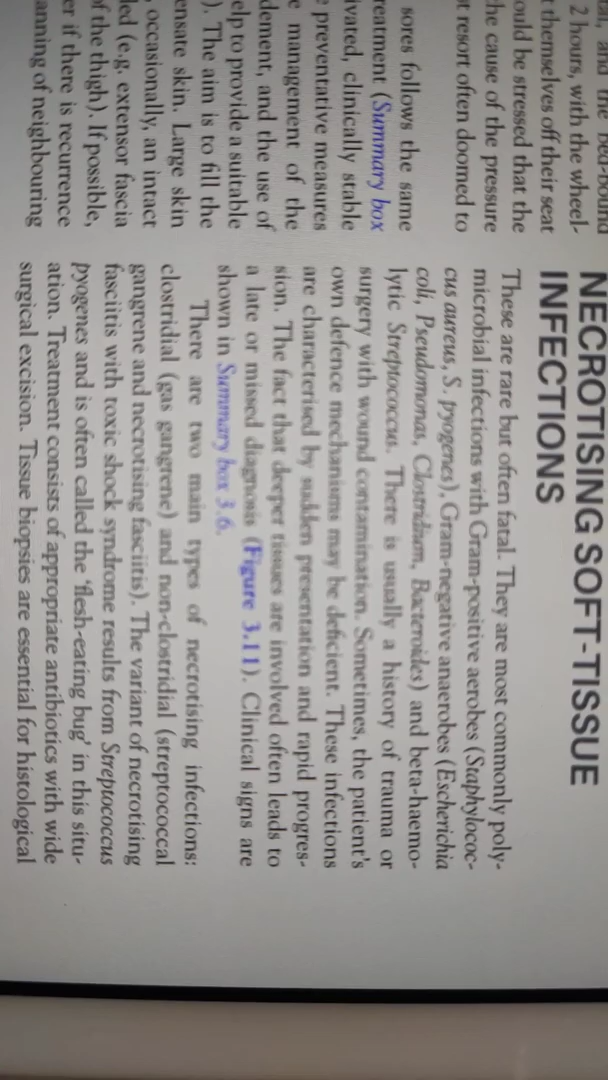 tal, and the bed-bound
2 hours, with the wheel-
t themselves off their seat
ould be stressed that the
he cause of the pressure
t resort often doomed to
sores follows the same
reatment (Summary box
ivated, clinically stable
e preventative measures
e management of the
dement, and the use of
elp to provide a suitable
). The aim is to fill the
ensate skin. Large skin
, occasionally, an intact
led (e.g. extensor fascia
of the thigh). If possible,
er if there is recurrence
anning of neighbouring
NECROTISING SOFT-TISSUE
INFECTIONS
These are rare but often fatal. They are most commonly poly-
microbial infections with Gram-positive aerobes (Staphylococ-
cus aureus, S. pyogenes), Gram-negative anaerobes (Escherichia
coli, Pseudomonas, Clostridium, Bacteroides) and beta-haemo-
lytic Streptococcus. There is usually a history of trauma or
surgery with wound contamination. Sometimes, the patient's
own defence mechanisms may be deficient. These infections
are characterised by sudden presentation and rapid progres-
sion. The fact that deeper tissues are involved often leads to
a late or missed diagnosis (Figure 3.11). Clinical signs are
shown in Summary box 3.6.
There are two main types of necrotising infections:
clostridial (gas gangrene) and non-clostridial (streptococcal
gangrene and necrotising fasciitis). The variant of necrotising
fasciitis with toxic shock syndrome results from Streptococcus
pyogenes and is often called the 'flesh-eating bug' in this situ-
ation. Treatment consists of appropriate antibiotics with wide
surgical excision. Tissue biopsies are essential for histological